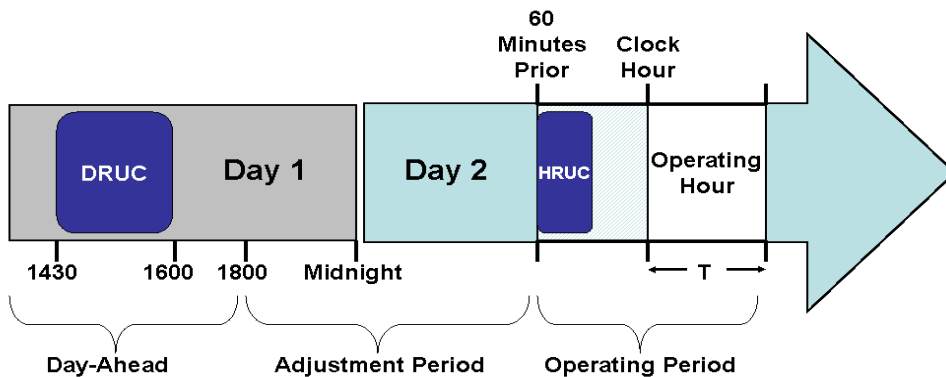 60
Minutes
Prior
Clock
Hour
DRUC
Day 1
Day 2
HRUC
Operating
Hour
1430
1600
1800
Midnight
T
Day-Ahead
Adjustment Period
Operating Period